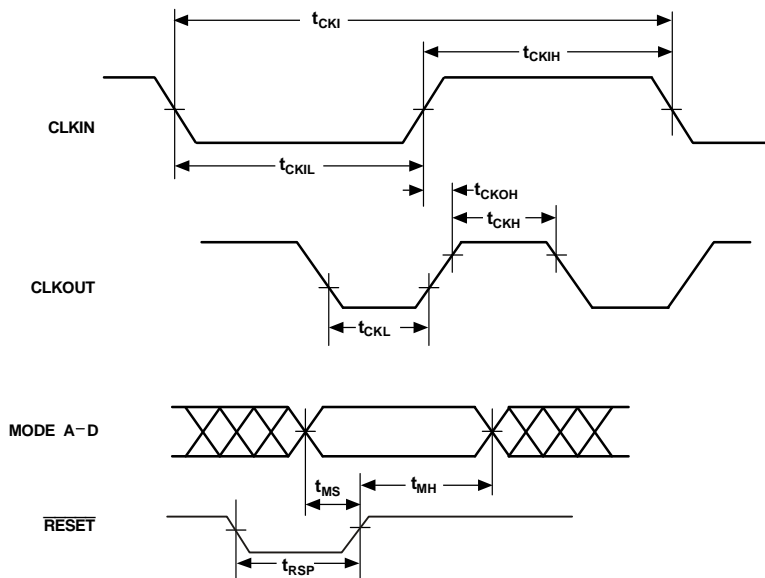 tCKI
tCKIH
CLKIN
tCKIL
tCKOH
tCKH
CLKOUT
tCKL
MODE A–D
tMS
tMH
RESET
tRSP